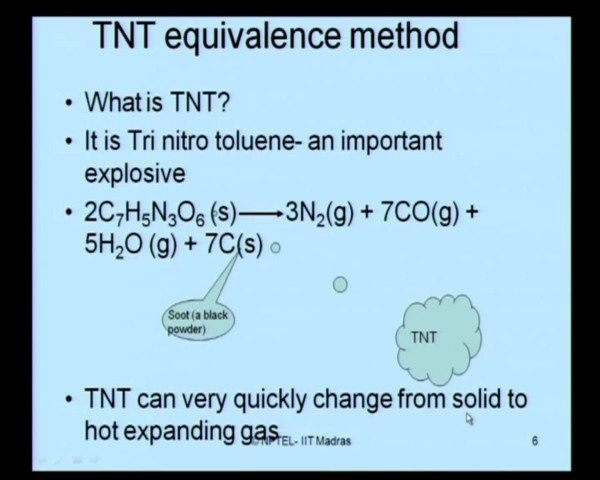 TNT equivalence method
• What is TNT?
• It is Tri nitro toluene- an important
explosive
• 2C₇H₅N₃O₆ (s)⟶3N₂(g) + 7CO(g) +
5H₂O (g) + 7C(s)
Soot (a black
powder)
TNT
• TNT can very quickly change from solid to
hot expanding gas
© NPTEL- IIT Madras
6